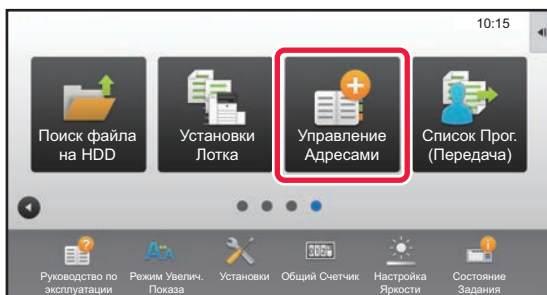 10:15
Поиск файла
на HDD
Установки
Лотка
Управление
Адресами
Список Прог.
(Передача)
Руководство по
эксплуатации
Режим Увелич.
Показа
Установки
Общий Счетчик
Настройка
Яркости
Состояние
Задания